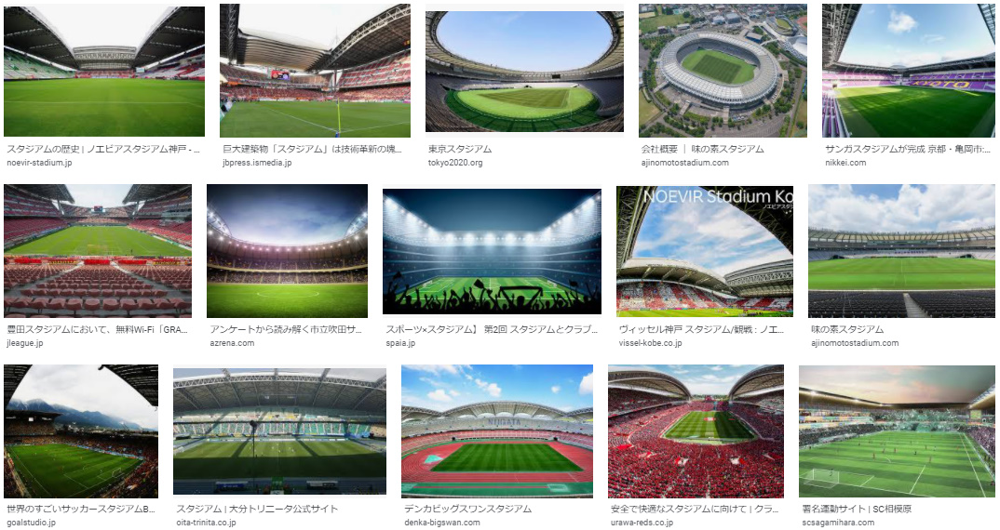 スタジアムの歴史 | ノエビアスタジアム神戸 - ...
noevir-stadium.jp
巨大建築物「スタジアム」は技術革新の塊...
jbpress.ismedia.jp
東京スタジアム
tokyo2020.org
会社概要 ｜ 味の素スタジアム
ajinomotostadium.com
KYOTO
サンガスタジアムが完成 京都・亀岡市:...
nikkei.com
豊田スタジアムにおいて、無料Wi-Fi「GRA...
jleague.jp
アンケートから読み解く市立吹田サ...
azrena.com
スポーツ×スタジアム】 第2回 スタジアムとクラブ...
spaia.jp
NOEVIR Stadium Ko
ノエビアスタジ
ヴィッセル神戸 スタジアム/観戦 : ノエ...
vissel-kobe.co.jp
味の素スタジアム
ajinomotostadium.com
世界のすごいサッカースタジアムB...
goalstudio.jp
スタジアム | 大分トリニータ公式サイト
oita-trinita.co.jp
NIIGATA
デンカビッグスワンスタジアム
denka-bigswan.com
安全で快適なスタジアムに向けて | クラ...
urawa-reds.co.jp
署名運動サイト | SC相模原
scsagamihara.com